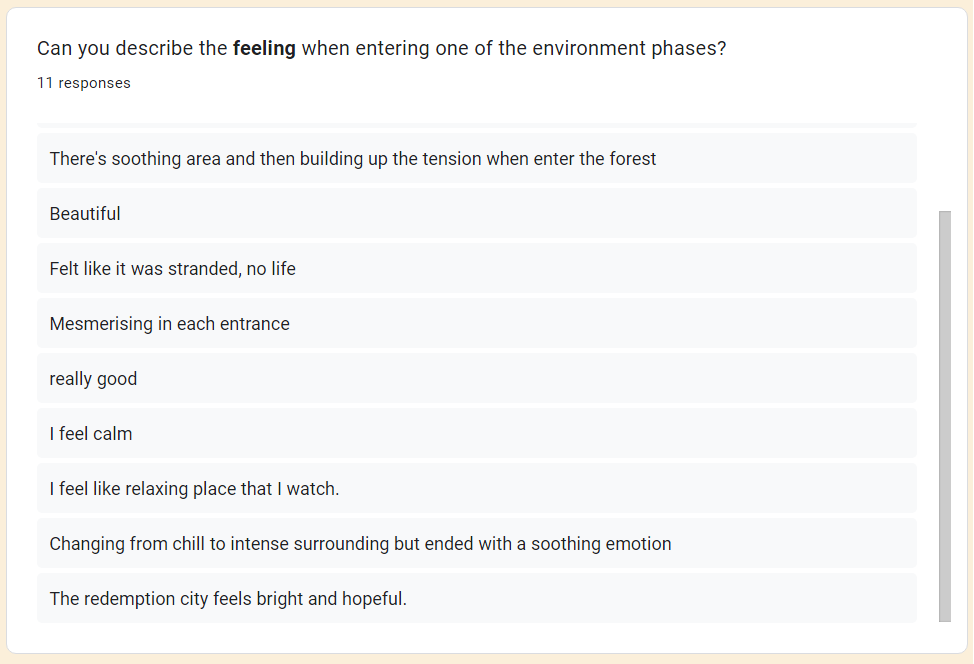 Can you describe the feeling when entering one of the environment phases?
11 responses
There's soothing area and then building up the tension when enter the forest
Beautiful
Felt like it was stranded, no life
Mesmerising in each entrance
really good
I feel calm
I feel like relaxing place that I watch.
Changing from chill to intense surrounding but ended with a soothing emotion
The redemption city feels bright and hopeful.